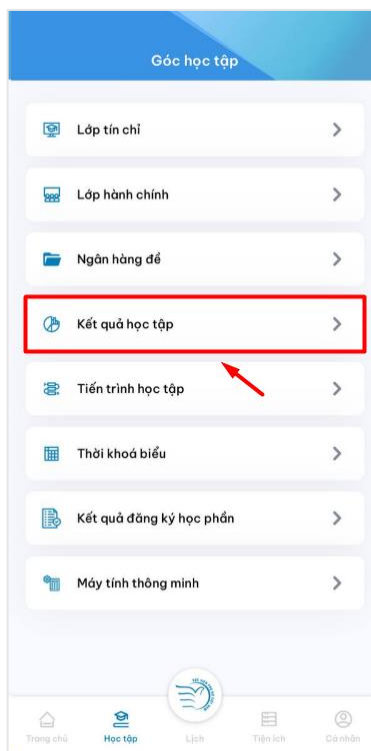 Góc học tập
Lớp tín chỉ
Lớp hành chính
Ngân hàng đề
Kết quả học tập
Tiến trình học tập
Thời khoá biểu
Kết quả đăng ký học phần
Máy tính thông minh
Trang chủ
Học tập
Lịch
Tiện ích
Cá nhân